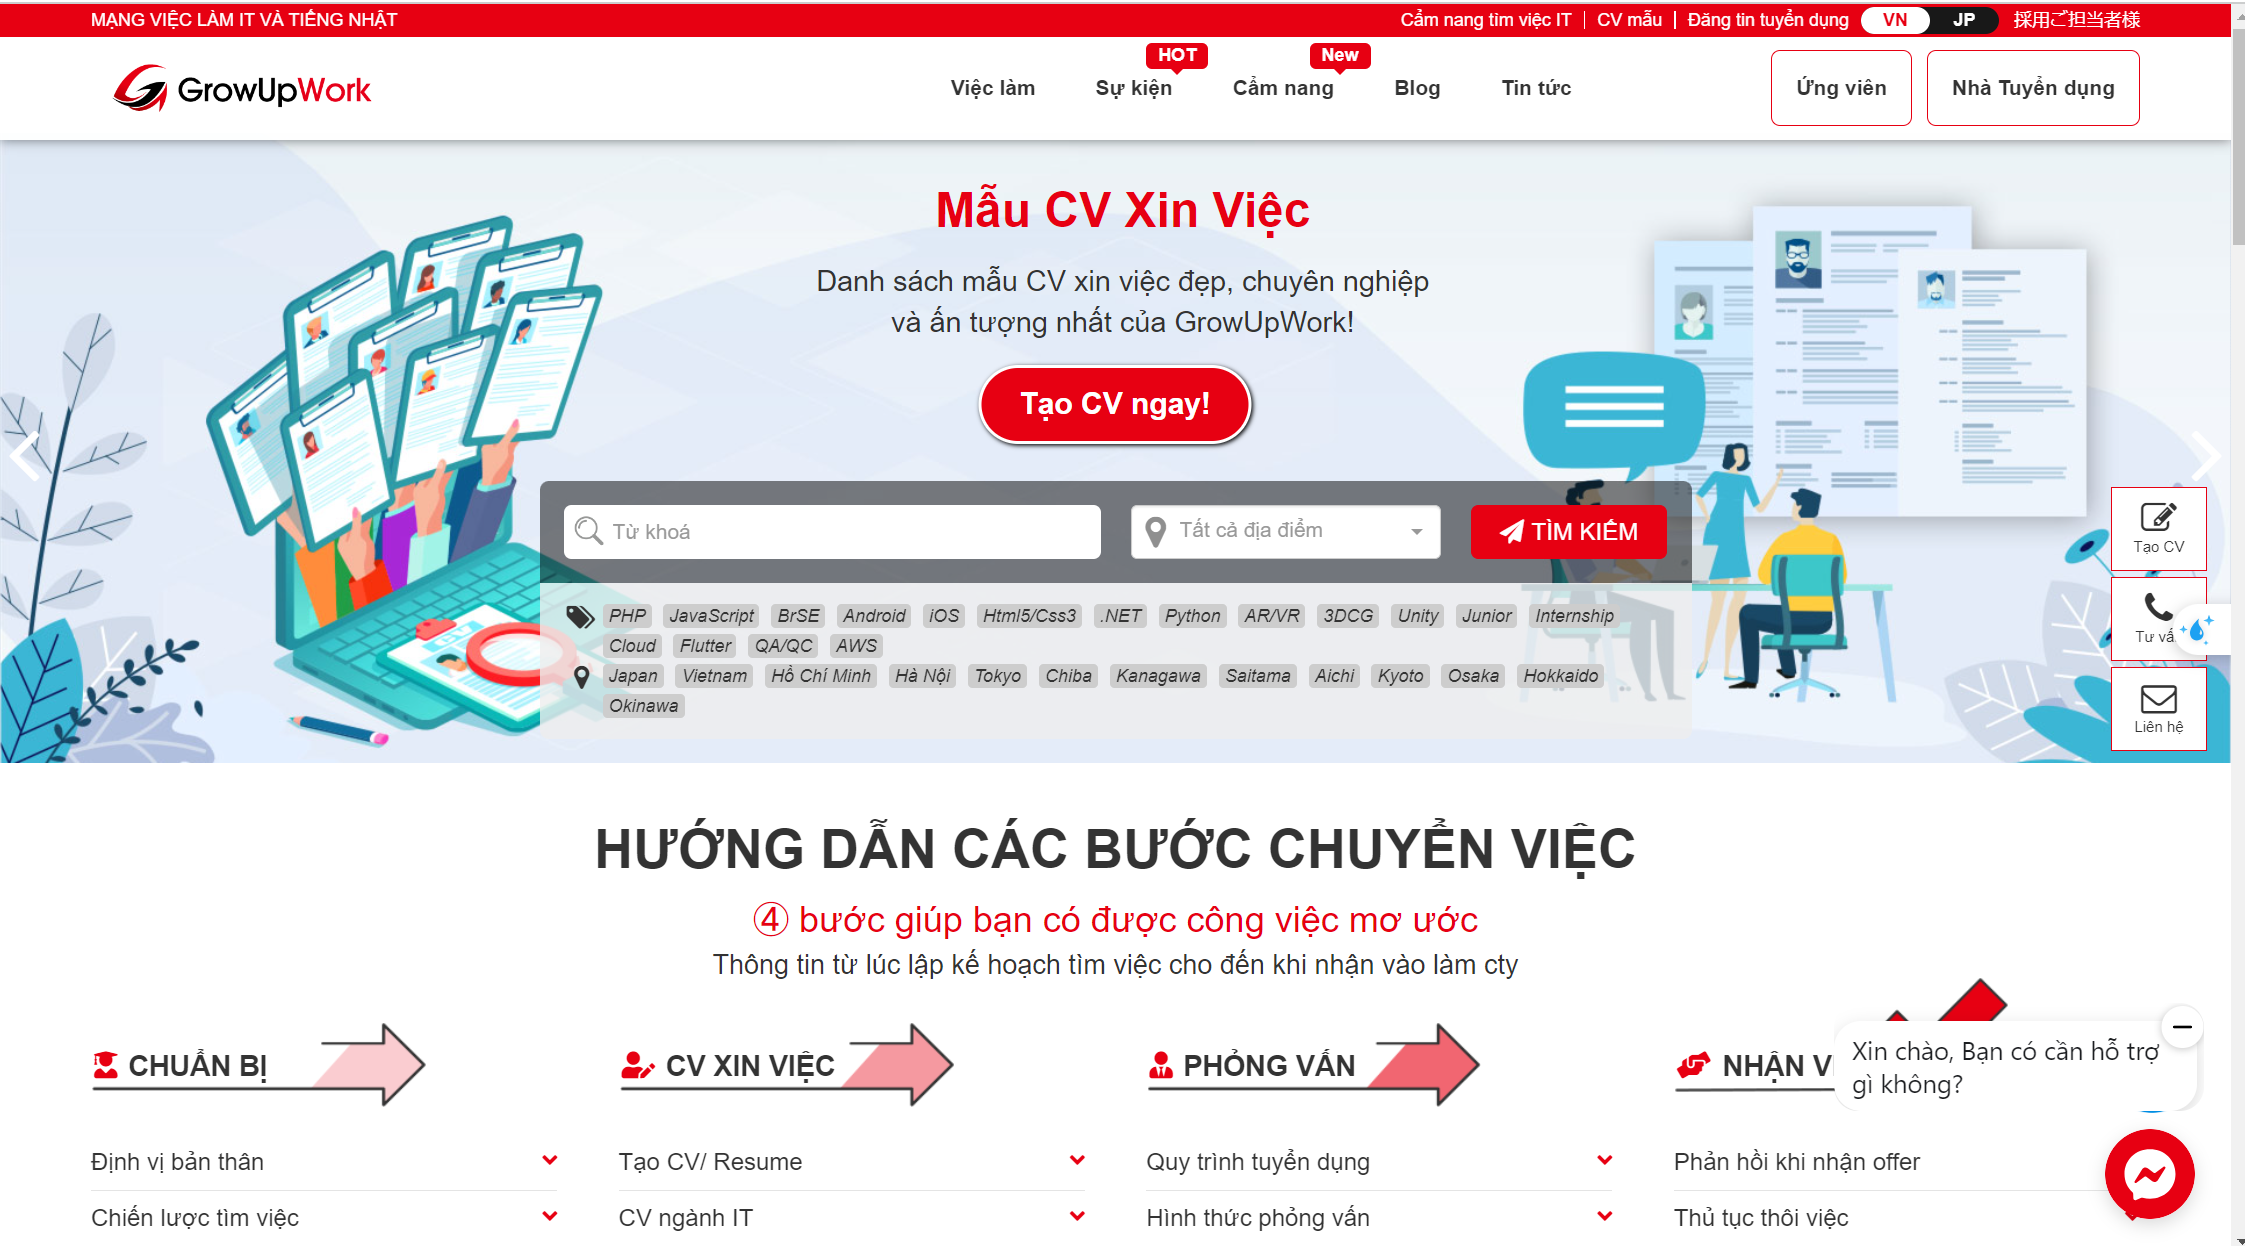 MẠNG VIỆC LÀM IT VÀ TIẾNG NHẬT
Cẩm nang tìm việc IT | CV mẫu | Đăng tin tuyển dụng VN JP 採用ご担当者様
GrowUpWork
HOT
New
Việc làm Sự kiện Cẩm nang Blog Tin tức
Ứng viên Nhà Tuyển dụng
Mẫu CV Xin Việc
Danh sách mẫu CV xin việc đẹp, chuyên nghiệp
và ấn tượng nhất của GrowUpWork!
Tạo CV ngay!
Từ khoá Tất cả địa điểm TÌM KIẾM
PHP JavaScript BrSE Android iOS Html5/Css3 .NET Python AR/VR 3DCG Unity Junior Internship
Cloud Flutter QA/QC AWS
Japan Vietnam Hồ Chí Minh Hà Nội Tokyo Chiba Kanagawa Saitama Aichi Kyoto Osaka Hokkaido
Okinawa
Tạo CV
Tư
Liên hệ
HƯỚNG DẪN CÁC BƯỚC CHUYỂN VIỆC
④ bước giúp bạn có được công việc mơ ước
Thông tin từ lúc lập kế hoạch tìm việc cho đến khi nhận vào làm cty
CHUẨN BỊ CV XIN VIỆC PHỎNG VẤN NHẬN
Xin chào, Bạn có cần hỗ trợ
gì không?
Định vị bản thân Tạo CV/ Resume Quy trình tuyển dụng Phản hồi khi nhận offer
Chiến lược tìm việc CV ngành IT Hình thức phỏng vấn Thủ tục thôi việc